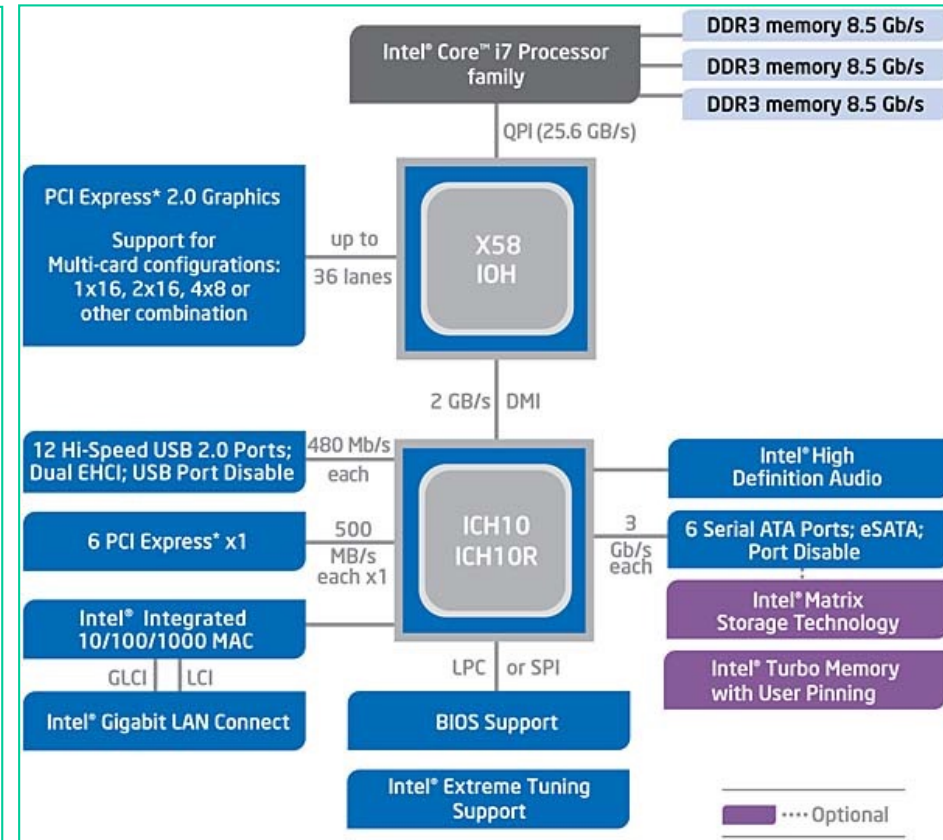 Intel® Core™ i7 Processor
family
DDR3 memory 8.5 Gb/s
DDR3 memory 8.5 Gb/s
DDR3 memory 8.5 Gb/s
QPI (25.6 GB/s)
PCI Express* 2.0 Graphics
Support for
Multi-card configurations:
1x16, 2x16, 4x8 or
other combination
up to
36 lanes
X58
IOH
2 GB/s DMI
12 Hi-Speed USB 2.0 Ports;
Dual EHCI; USB Port Disable
480 Mb/s
each
6 PCI Express* x1
500
MB/s
each x1
Intel® Integrated
10/100/1000 MAC
GLCI LCI
Intel® Gigabit LAN Connect
ICH10
ICH10R
Intel® High
Definition Audio
3
Gb/s
each
6 Serial ATA Ports; eSATA;
Port Disable
Intel® Matrix
Storage Technology
Intel® Turbo Memory
with User Pinning
LPC or SPI
BIOS Support
Intel® Extreme Tuning
Support
Optional